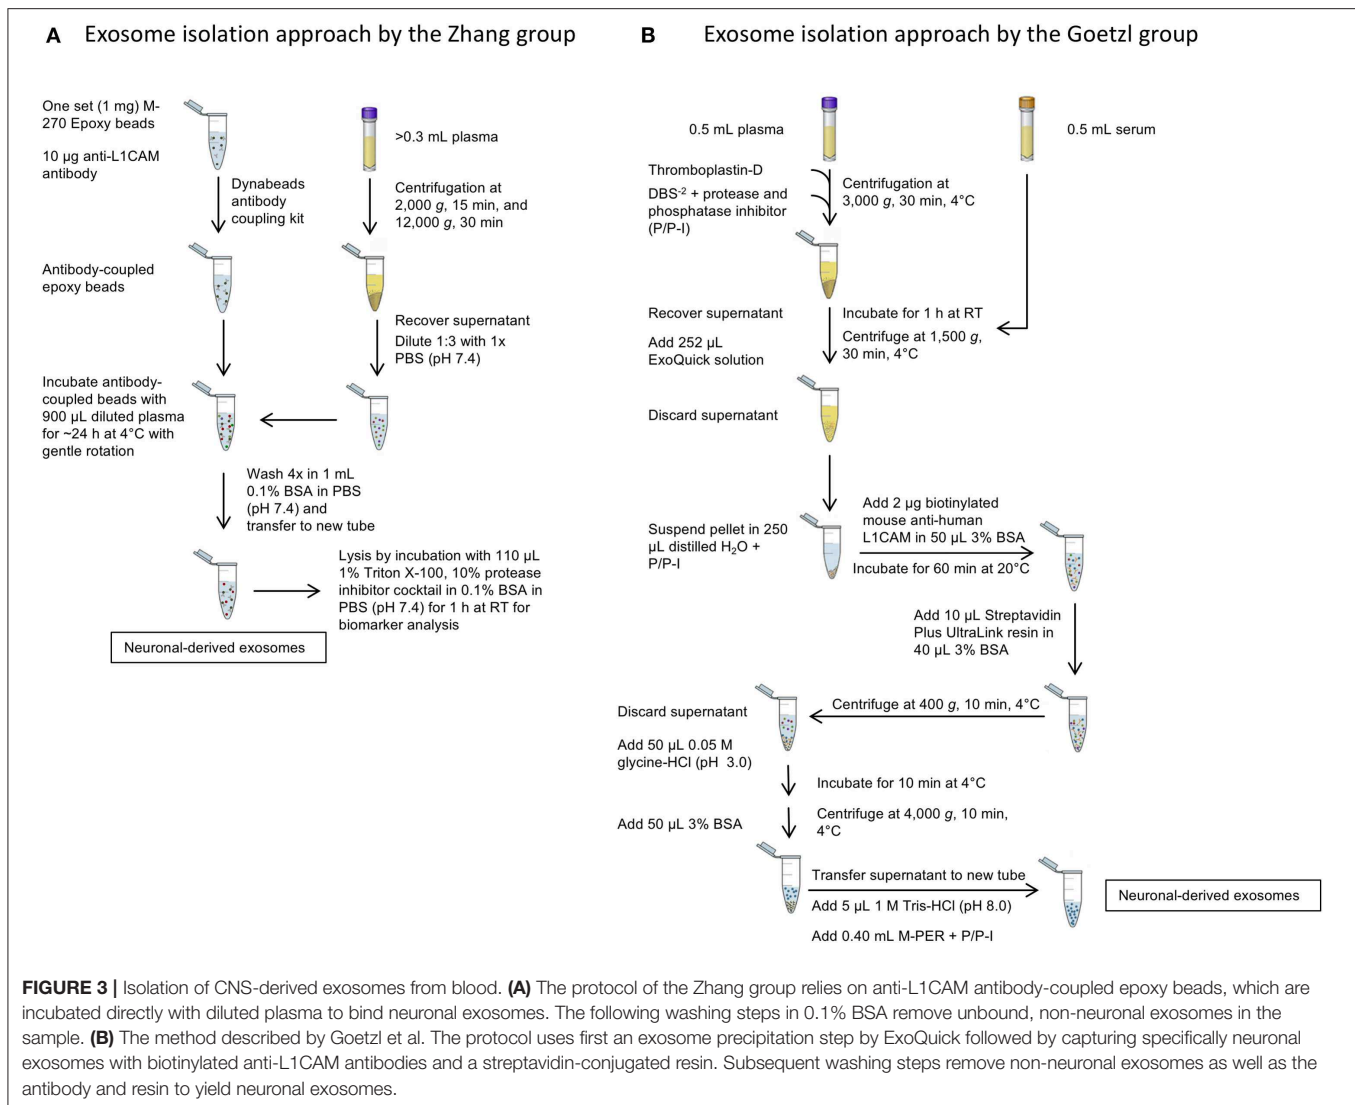 A Exosome isolation approach by the Zhang group
One set (1 mg) M-
270 Epoxy beads
10 µg anti-L1CAM
antibody
>0.3 mL plasma
Dynabeads
antibody
coupling kit
Centrifugation at
2,000 g, 15 min, and
12,000 g, 30 min
Antibody-coupled
epoxy beads
Recover supernatant
Dilute 1:3 with 1x
PBS (pH 7.4)
Incubate antibody-
coupled beads with
900 µL diluted plasma
for ~24 h at 4°C with
gentle rotation
Wash 4x in 1 mL
0.1% BSA in PBS
(pH 7.4) and
transfer to new tube
Lysis by incubation with 110 µL
1% Triton X-100, 10% protease
inhibitor cocktail in 0.1% BSA in
PBS (pH 7.4) for 1 h at RT for
biomarker analysis
Neuronal-derived exosomes
B Exosome isolation approach by the Goetzl group
0.5 mL plasma
0.5 mL serum
Thromboplastin-D
DBS-2 + protease and
phosphatase inhibitor
(P/P-I)
Centrifugation at
3,000 g, 30 min, 4°C
Recover supernatant
Add 252 µL
ExoQuick solution
Incubate for 1 h at RT
Centrifuge at 1,500 g,
30 min, 4°C
Discard supernatant
Suspend pellet in 250
µL distilled H2O +
P/P-I
Add 2 µg biotinylated
mouse anti-human
L1CAM in 50 µL 3% BSA
Incubate for 60 min at 20°C
Add 10 µL Streptavidin
Plus UltraLink resin in
40 µL 3% BSA
Centrifuge at 400 g, 10 min, 4°C
Discard supernatant
Add 50 µL 0.05 M
glycine-HCl (pH 3.0)
Incubate for 10 min at 4°C
Centrifuge at 4,000 g, 10 min,
4°C
Add 50 µL 3% BSA
Transfer supernatant to new tube
Add 5 µL 1 M Tris-HCl (pH 8.0)
Add 0.40 mL M-PER + P/P-I
Neuronal-derived exosomes
FIGURE 3 | Isolation of CNS-derived exosomes from blood. (A) The protocol of the Zhang group relies on anti-L1CAM antibody-coupled epoxy beads, which are
incubated directly with diluted plasma to bind neuronal exosomes. The following washing steps in 0.1% BSA remove unbound, non-neuronal exosomes in the
sample. (B) The method described by Goetzl et al. The protocol uses first an exosome precipitation step by ExoQuick followed by capturing specifically neuronal
exosomes with biotinylated anti-L1CAM antibodies and a streptavidin-conjugated resin. Subsequent washing steps remove non-neuronal exosomes as well as the
antibody and resin to yield neuronal exosomes.